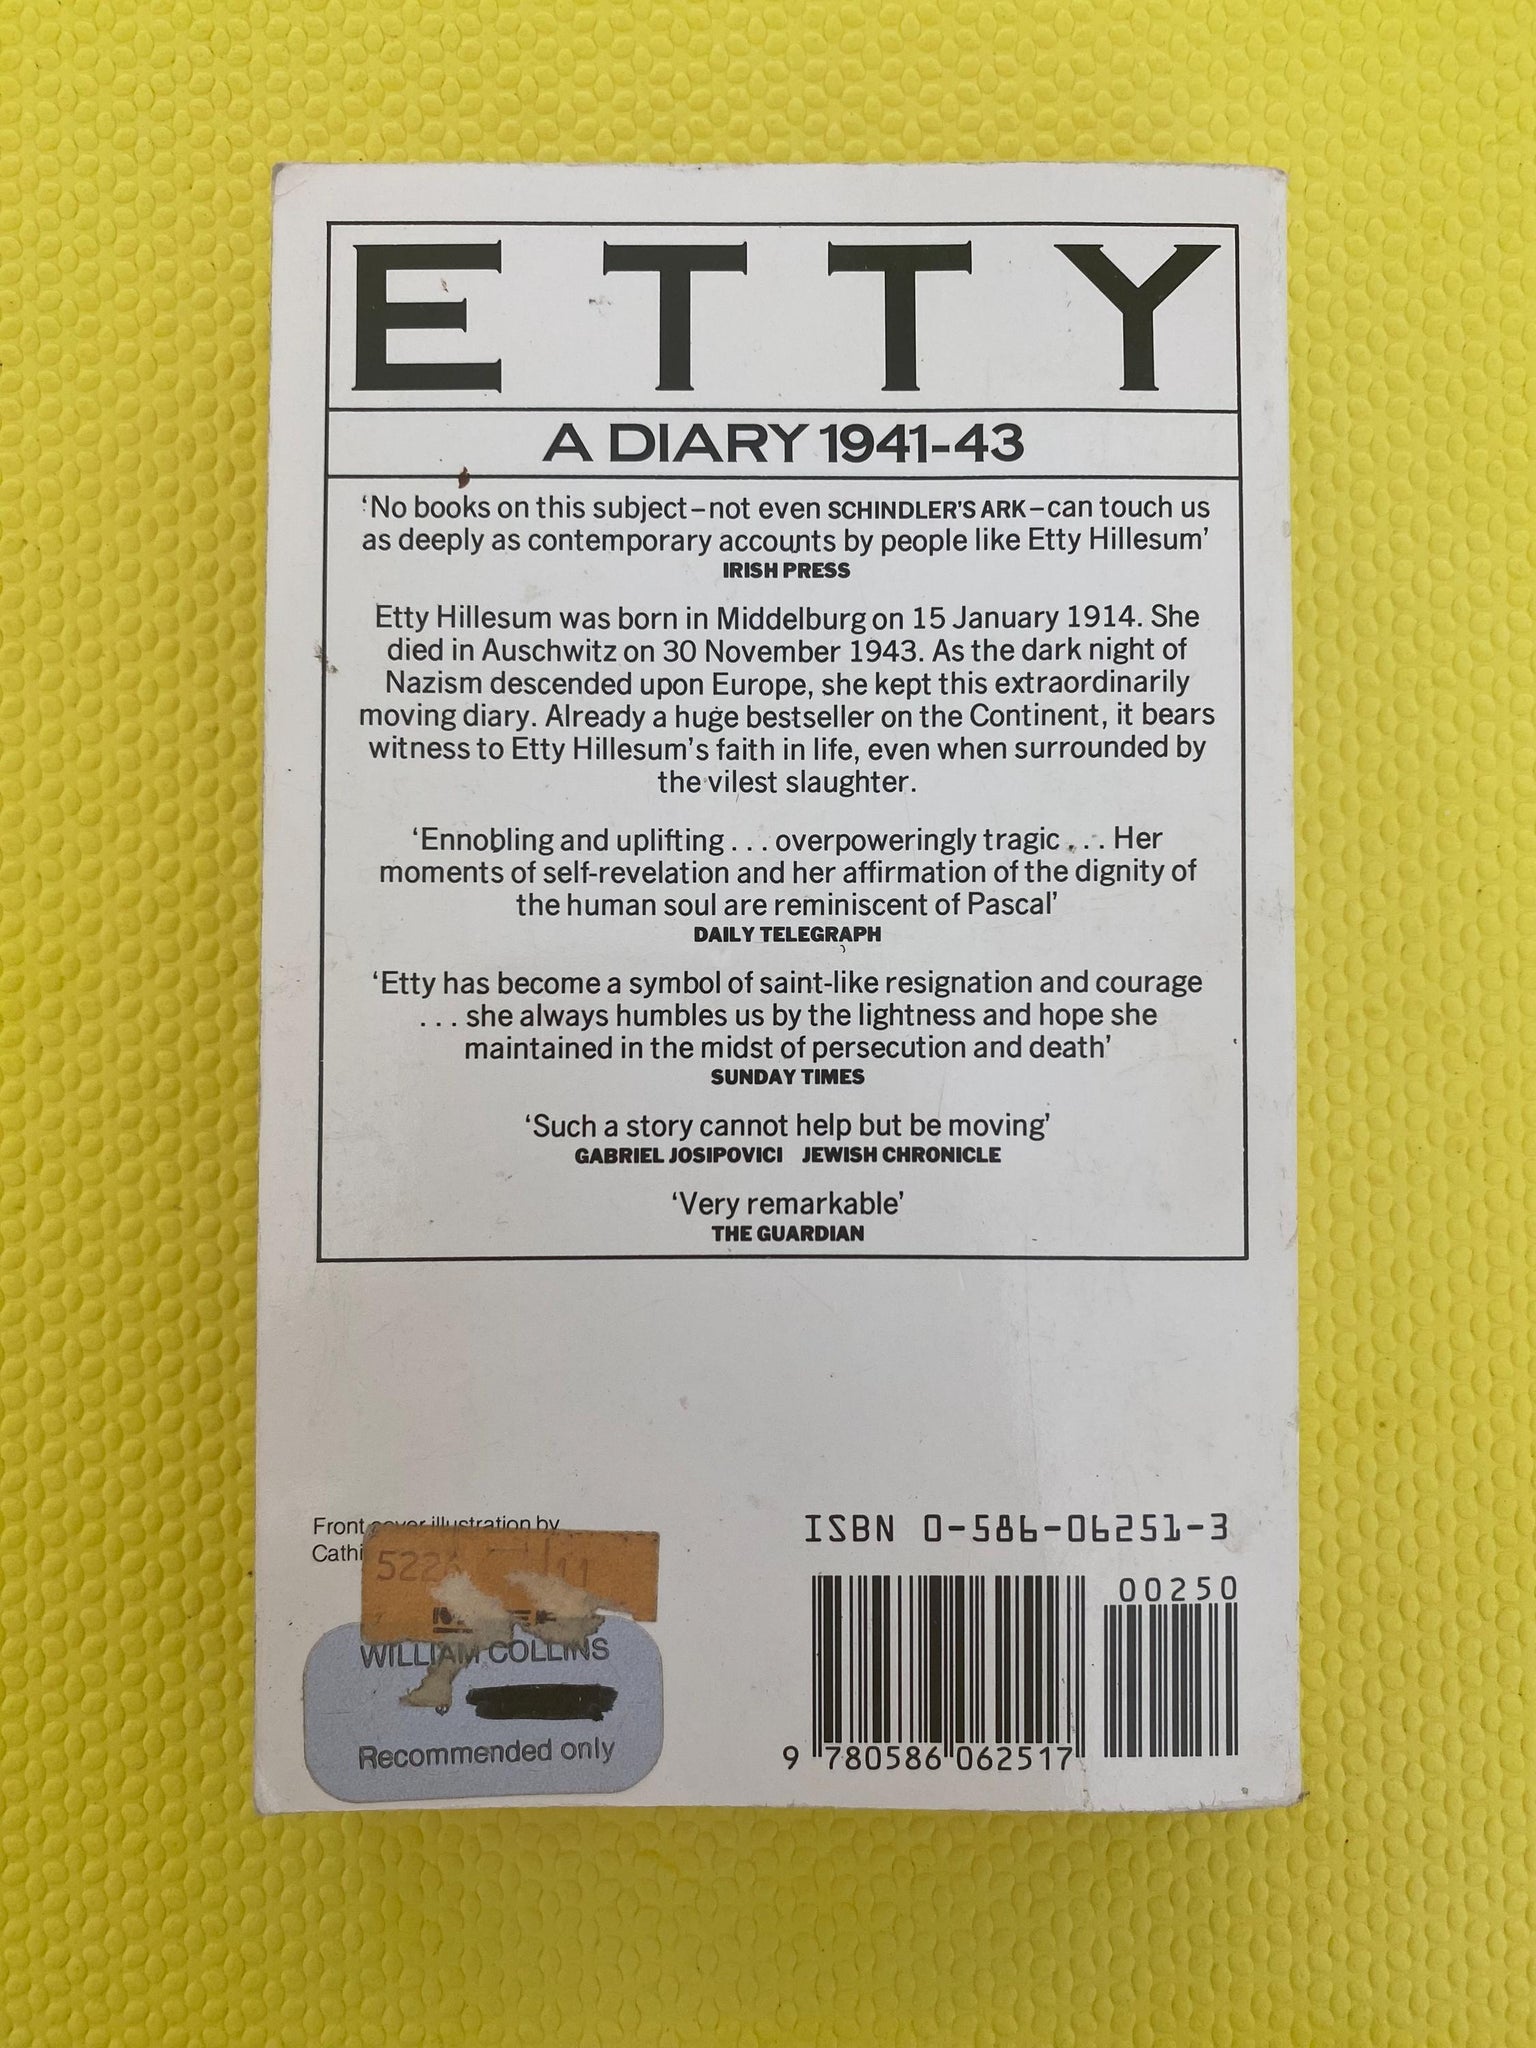 ETTY
A DIARY 1941-43
‘No books on this subject–not even SCHINDLER'S ARK–can touch us
as deeply as contemporary accounts by people like Etty Hillesum’
IRISH PRESS
Etty Hillesum was born in Middelburg on 15 January 1914. She
died in Auschwitz on 30 November 1943. As the dark night of
Nazism descended upon Europe, she kept this extraordinarily
moving diary. Already a huge bestseller on the Continent, it bears
witness to Etty Hillesum's faith in life, even when surrounded by
the vilest slaughter.
‘Ennobling and uplifting . . . overpoweringly tragic . . . Her
moments of self-revelation and her affirmation of the dignity of
the human soul are reminiscent of Pascal’
DAILY TELEGRAPH
‘Etty has become a symbol of saint-like resignation and courage
. . . she always humbles us by the lightness and hope she
maintained in the midst of persecution and death’
SUNDAY TIMES
‘Such a story cannot help but be moving’
GABRIEL JOSIPOVICI JEWISH CHRONICLE
‘Very remarkable’
THE GUARDIAN
Front cover illustration by
WILLIAM COLLINS
Recommended only
ISBN 0-586-06251-3
00250
9 780586 062517